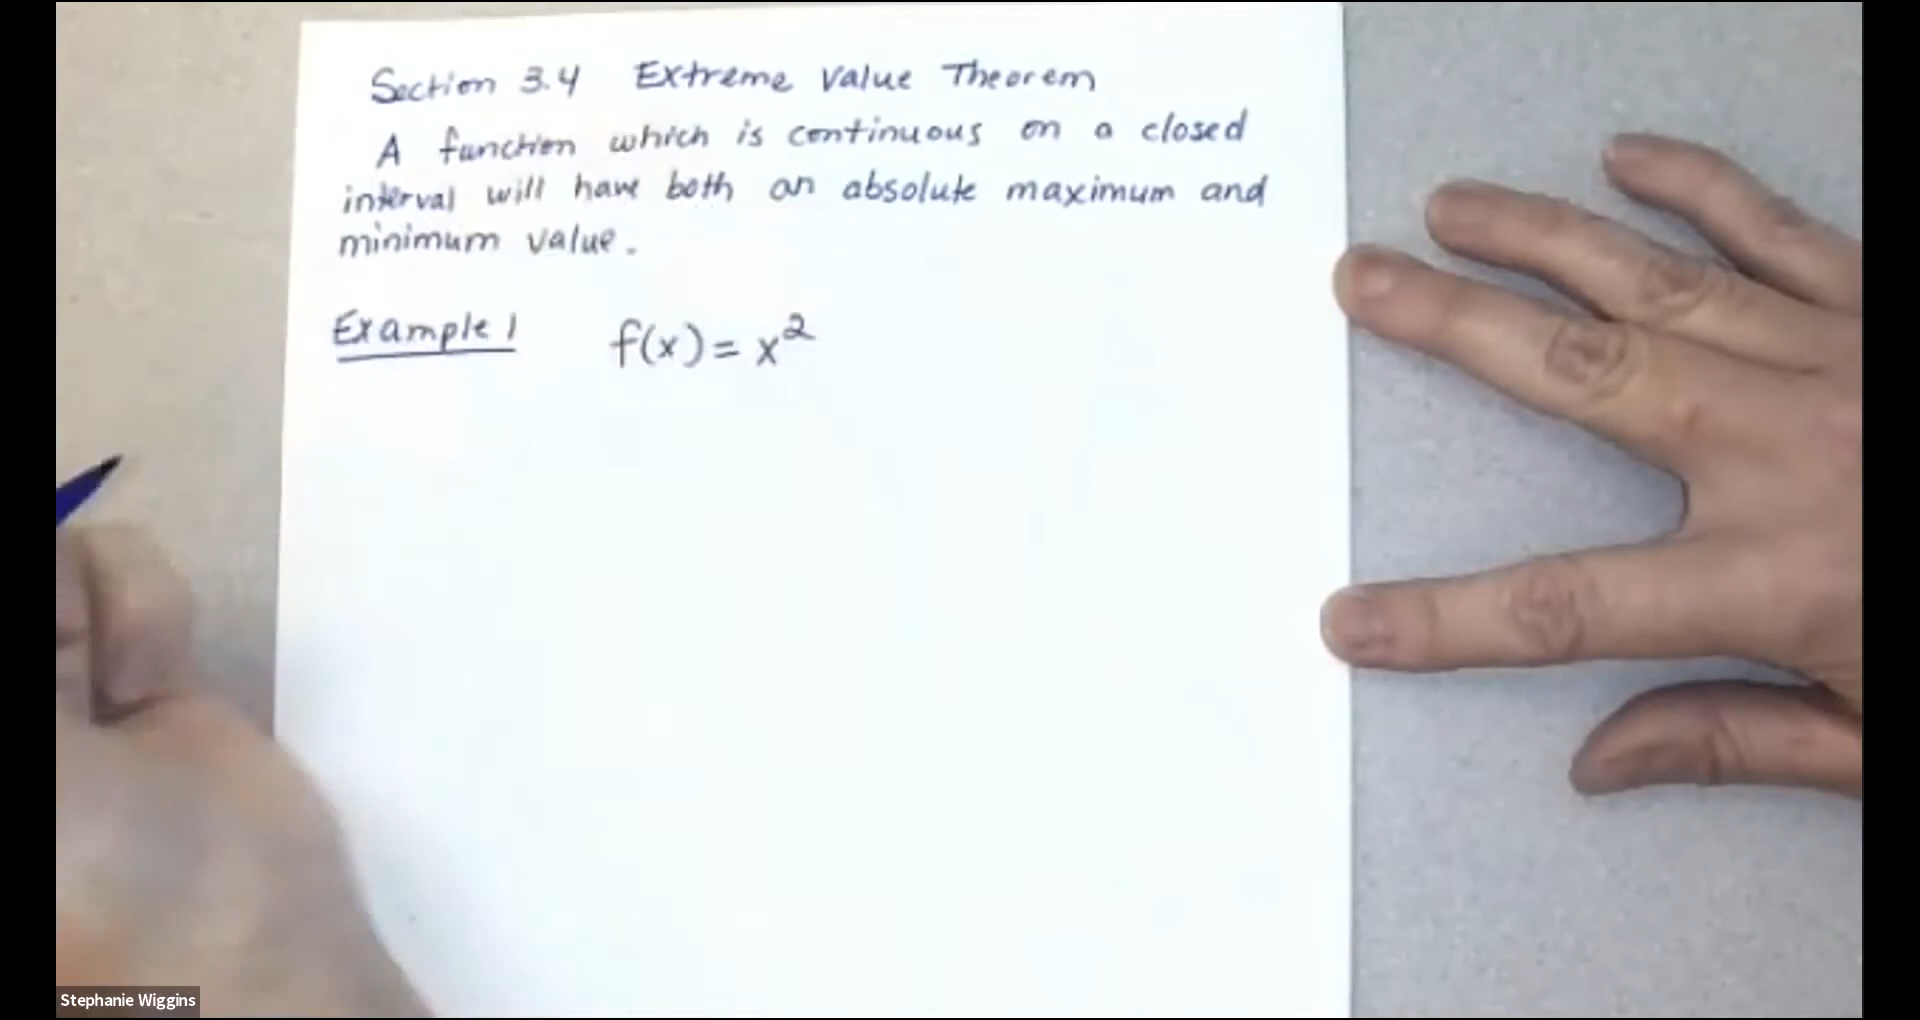 Section 3.4 Extreme Value Theorem
A function which is continuous on a closed
interval will have both an absolute maximum and
minimum value.
Example 1 f(x) = x²
Stephanie Wiggins